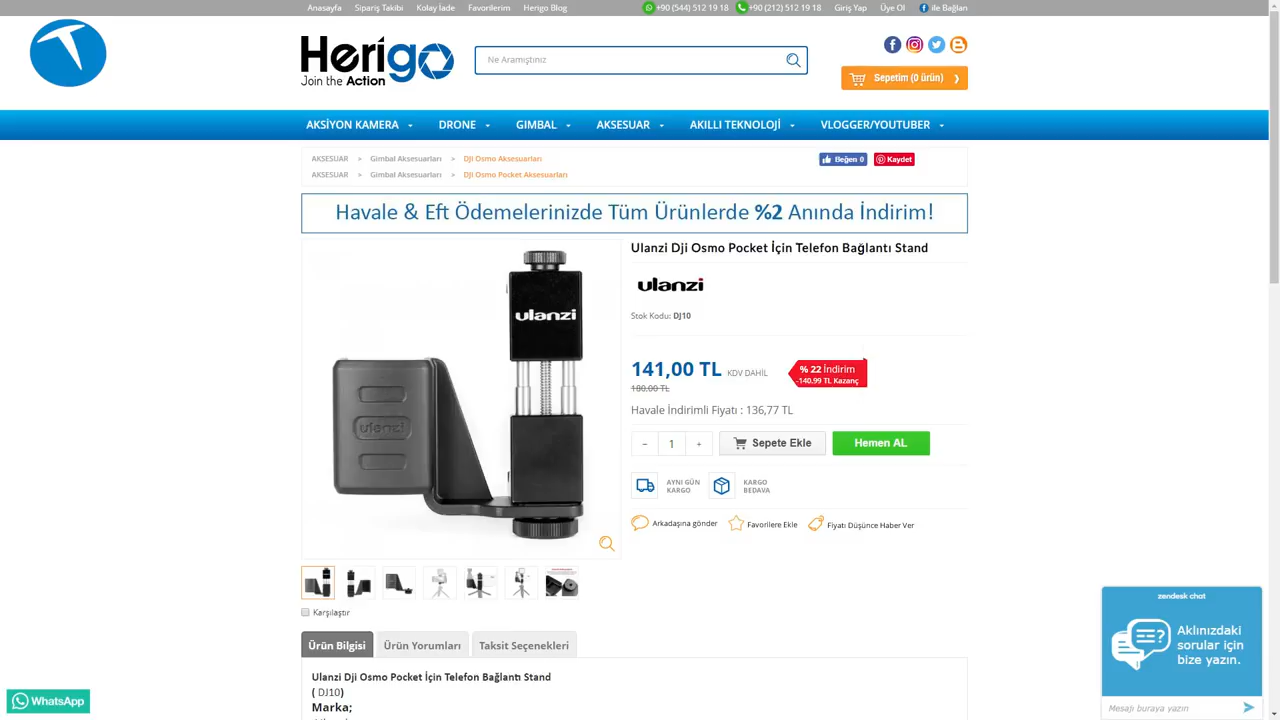 Anasayfa Sipariş Takibi Kolay İade Favorilerim Herigo Blog +90 (544) 512 19 18 +90 (212) 512 19 18 Giriş Yap Üye Ol ile Bağlan
Herigo
Join the Action
Ne Aramıştınız
Sepetim (0 ürün)
AKSİYON KAMERA DRONE GIMBAL AKSESUAR AKILLI TEKNOLOJİ VLOGGER/YOUTUBER
AKSESUAR > Gimbal Aksesuarları > Djİ Osmo Aksesuarları
AKSESUAR > Gimbal Aksesuarları > DJİ Osmo Pocket Aksesuarları
Beğen 0 Kaydet
Havale & Eft Ödemelerinizde Tüm Ürünlerde %2 Anında İndirim!
ulanzi
ulanzi
Ulanzi Dji Osmo Pocket İçin Telefon Bağlantı Stand
ulanzi
Stok Kodu: DJ10
141,00 TL KDV DAHİL
180,00 TL
% 22 İndirim
-140.99 TL Kazanç
Havale İndirimli Fiyatı : 136,77 TL
- 1 + Sepete Ekle Hemen AL
AYNI GÜN KARGO
KARGO BEDAVA
Arkadaşına gönder Favorilere Ekle Fiyatı Düşünce Haber Ver
Karşılaştır
Ürün Bilgisi Ürün Yorumları Taksit Seçenekleri
Ulanzi Dji Osmo Pocket İçin Telefon Bağlantı Stand
( DJ10)
Marka;
WhatsApp
zendesk chat
Aklınızdaki
sorular için
bize yazın.
Mesajı buraya yazın